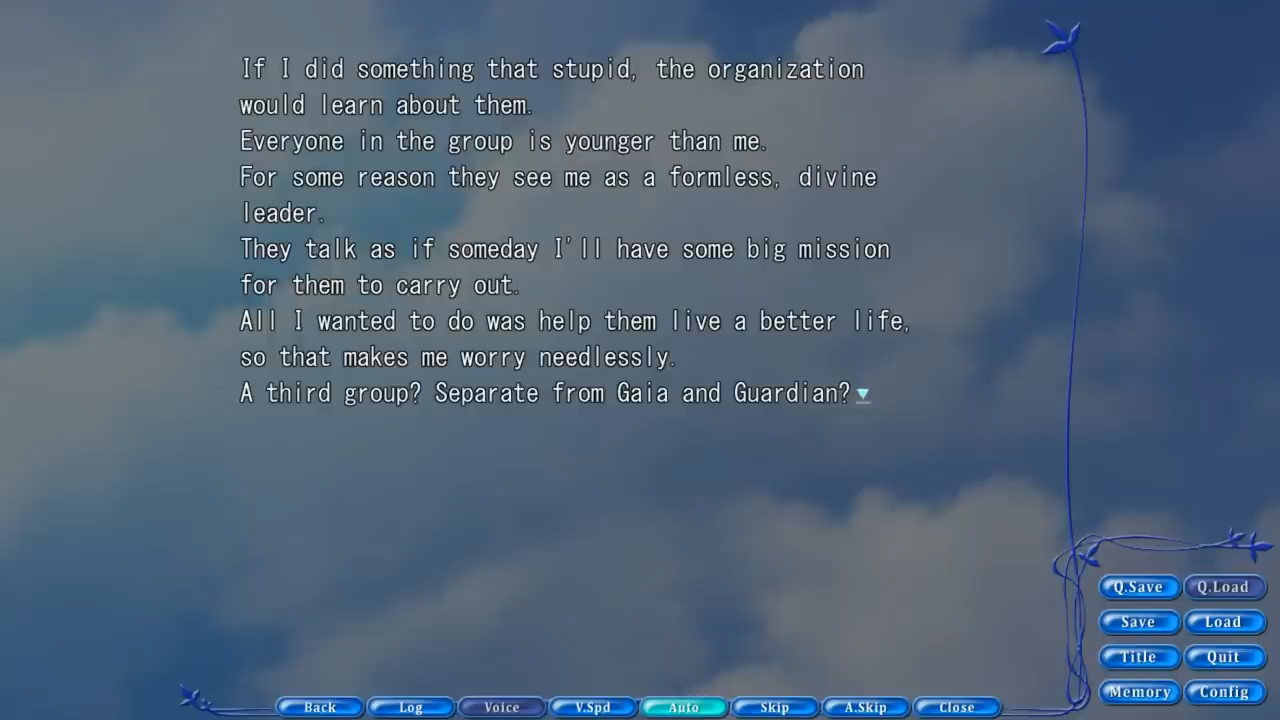 If I did something that stupid, the organization
would learn about them.
Everyone in the group is younger than me.
For some reason they see me as a formless, divine
leader.
They talk as if someday I'll have some big mission
for them to carry out.
All I wanted to do was help them live a better life,
so that makes me worry needlessly.
A third group? Separate from Gaia and Guardian?
Q.Save Q.Load
Save Load
Title Quit
Memory Config
Back Log Voice V.Spd Auto Skip A.Skip Close